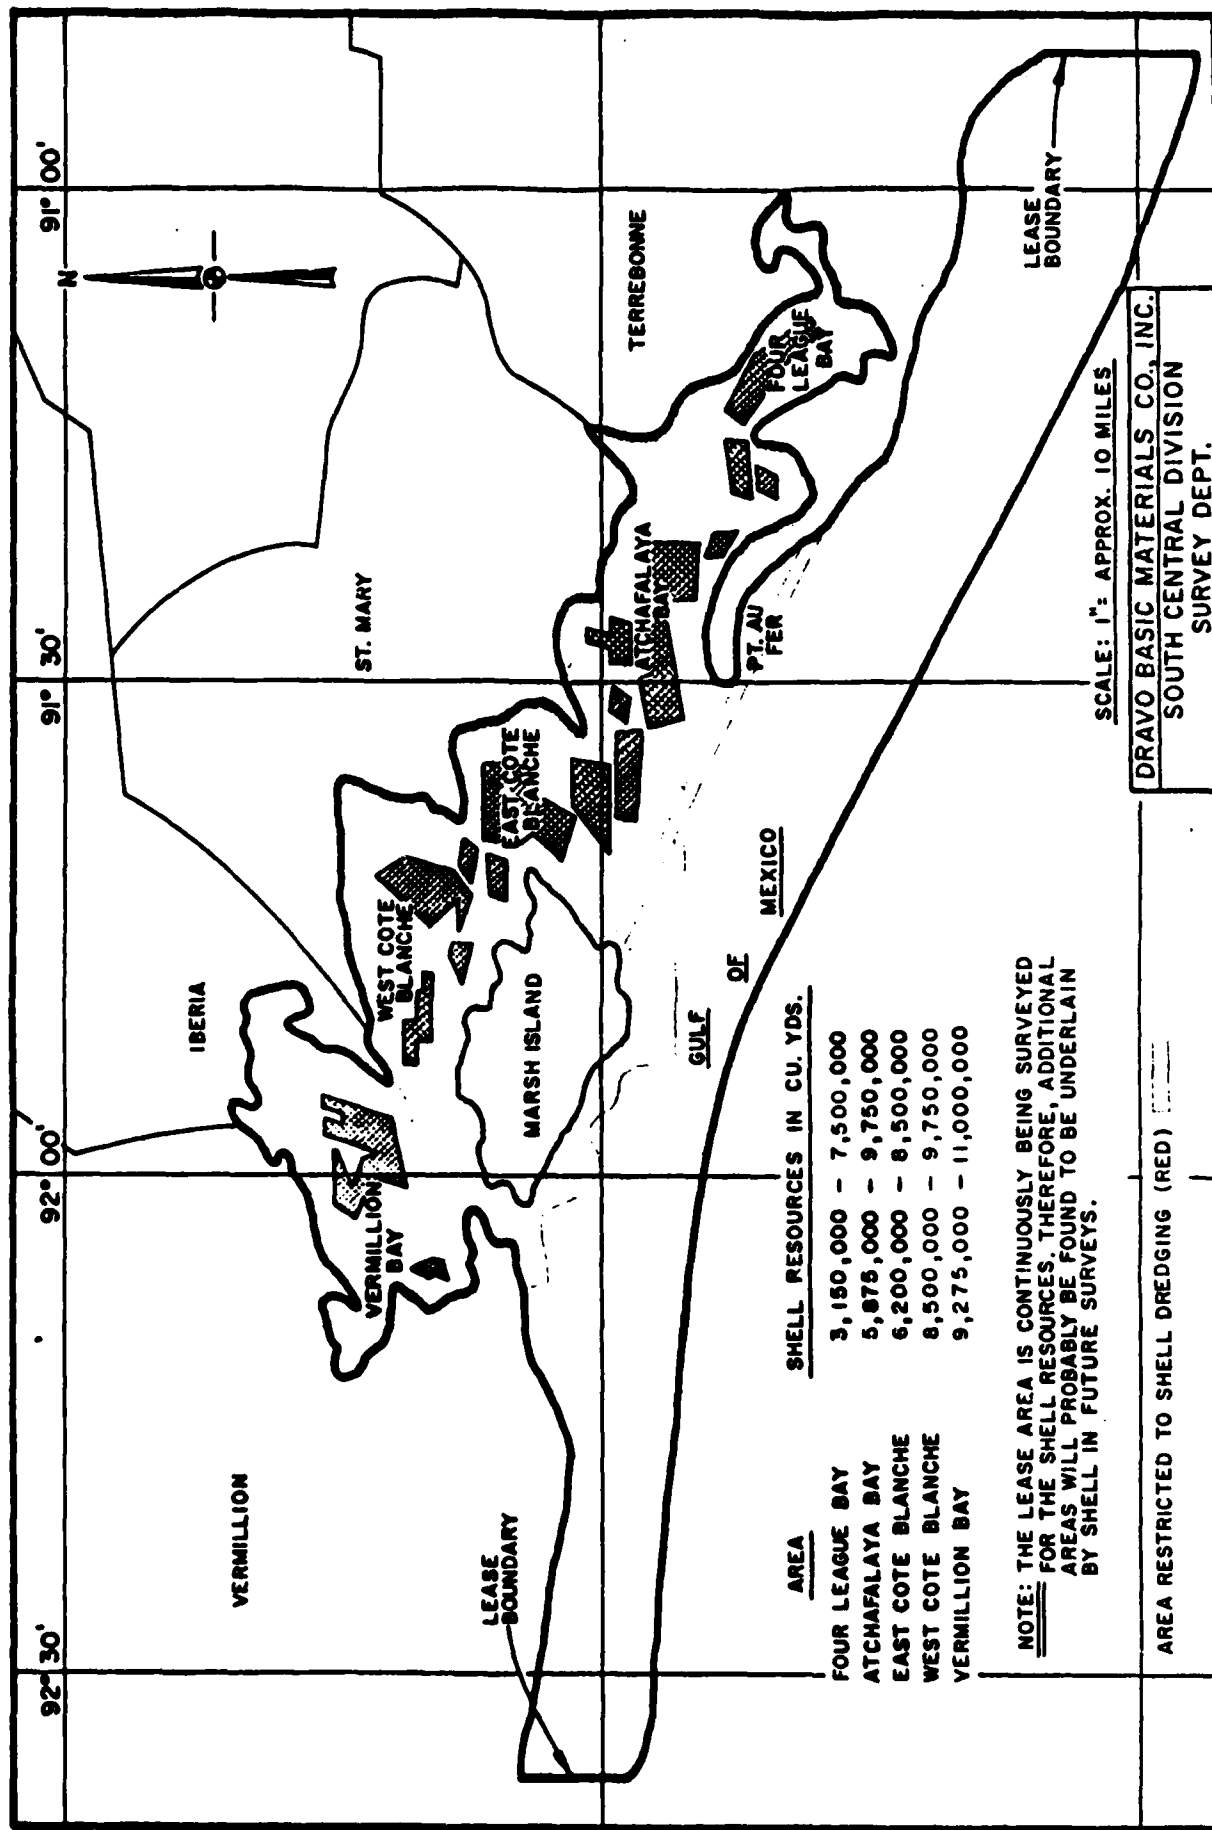 92° 30'
92° 00'
91° 30'
91° 00'
N
VERMILLION
IBERIA
ST. MARY
TERREBONNE
VERMILLION
BAY
WEST COTE
BLANCHE
EAST COTE
BLANCHE
MARSH ISLAND
ATCHAFALAYA
BAY
FOUR
LEAGUE
BAY
PT. AU
FER
LEASE
BOUNDARY
LEASE
BOUNDARY
GULF
OF
MEXICO
AREA SHELL RESOURCES IN CU. YDS.
FOUR LEAGUE BAY 3,150,000 - 7,500,000
ATCHAFALAYA BAY 5,875,000 - 9,750,000
EAST COTE BLANCHE 6,200,000 - 8,500,000
WEST COTE BLANCHE 8,500,000 - 9,750,000
VERMILLION BAY 9,275,000 - 11,000,000
NOTE: THE LEASE AREA IS CONTINUOUSLY BEING SURVEYED
FOR THE SHELL RESOURCES. THEREFORE, ADDITIONAL
AREAS WILL PROBABLY BE FOUND TO BE UNDERLAIN
BY SHELL IN FUTURE SURVEYS.
AREA RESTRICTED TO SHELL DREDGING (RED)
SCALE: 1"= APPROX. 10 MILES
DRAVO BASIC MATERIALS CO., INC.
SOUTH CENTRAL DIVISION
SURVEY DEPT.